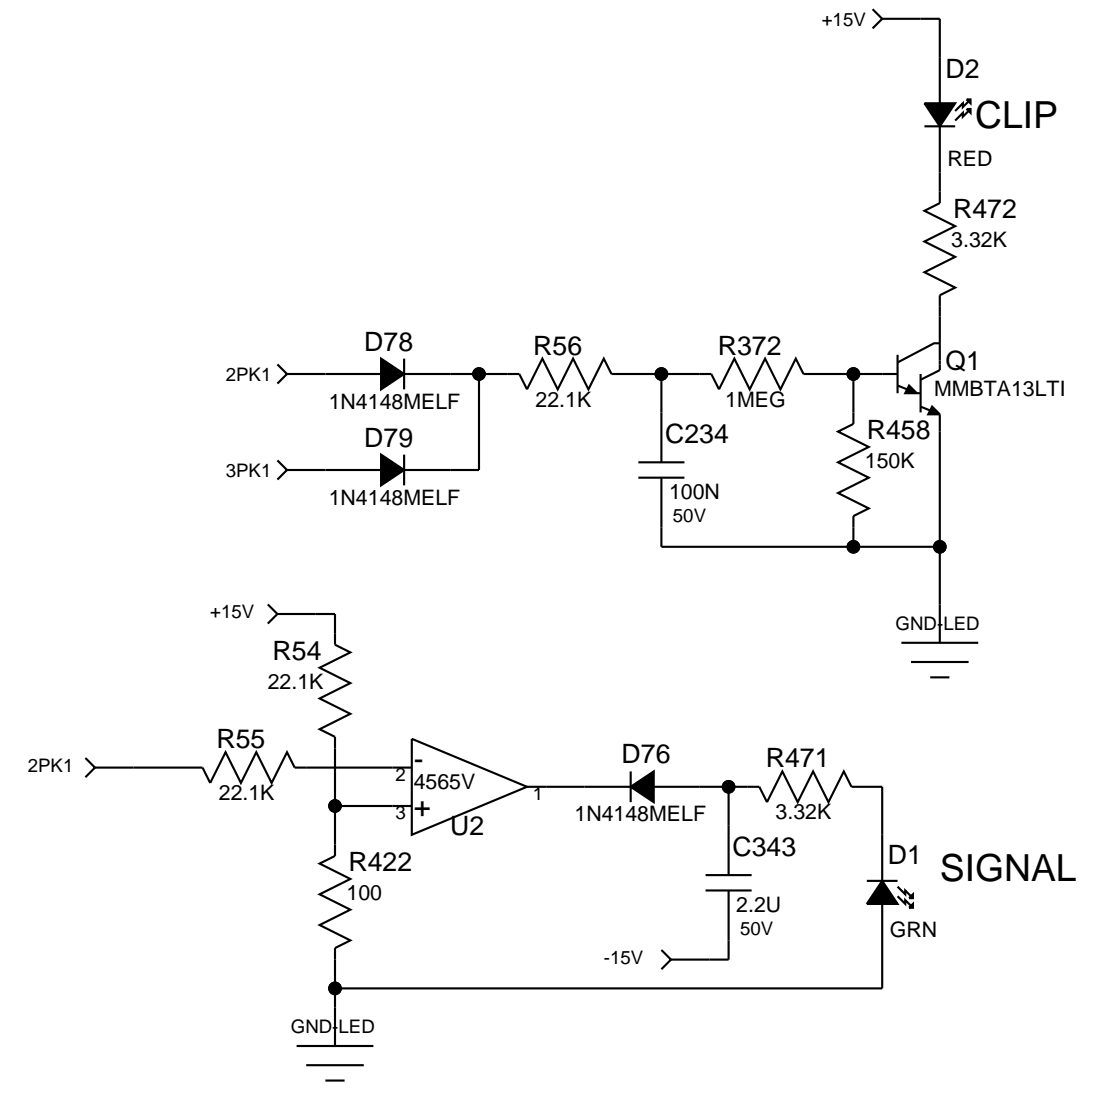 +15V
D2
CLIP
RED
R472
3.32K
D78
R56
R372
Q1
2PK1
1N4148MELF
22.1K
1MEG
MMBTA13LTI
D79
C234
R458
3PK1
150K
1N4148MELF
100N
50V
+15V
GND-LED
R54
22.1K
R55
D76
R471
2PK1
2
-
4565V
1
22.1K
3
+
1N4148MELF
3.32K
U2
C343
D1
SIGNAL
R422
100
2.2U
50V
GRN
-15V
GND-LED